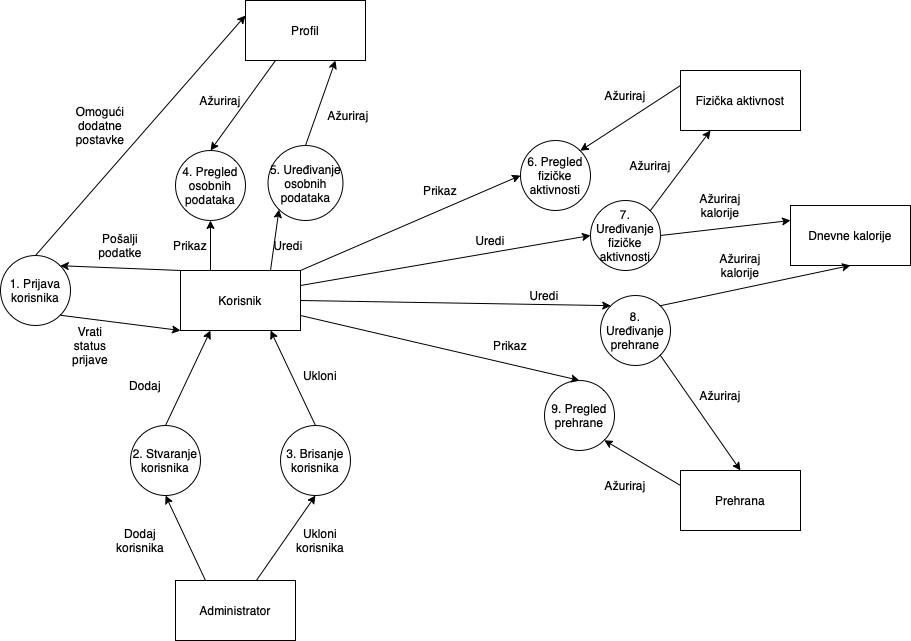 Profil
Omogući
dodatne
postavke
Ažuriraj
Ažuriraj
4. Pregled
osobnih
podataka
5. Uređivanje
osobnih
podataka
Ažuriraj
Fizička aktivnost
6. Pregled
fizičke
aktivnosti
Ažuriraj
Prikaz
7.
Uređivanje
fizičke
aktivnosti
Ažuriraj
kalorije
Dnevne kalorije
Pošalji
podatke
Prikaz
Uredi
Uredi
Ažuriraj
kalorije
1. Prijava
korisnika
Korisnik
Uredi
8.
Uređivanje
prehrane
Vrati
status
prijave
Prikaz
Dodaj
Ukloni
Ažuriraj
9. Pregled
prehrane
2. Stvaranje
korisnika
3. Brisanje
korisnika
Ažuriraj
Prehrana
Dodaj
korisnika
Ukloni
korisnika
Administrator